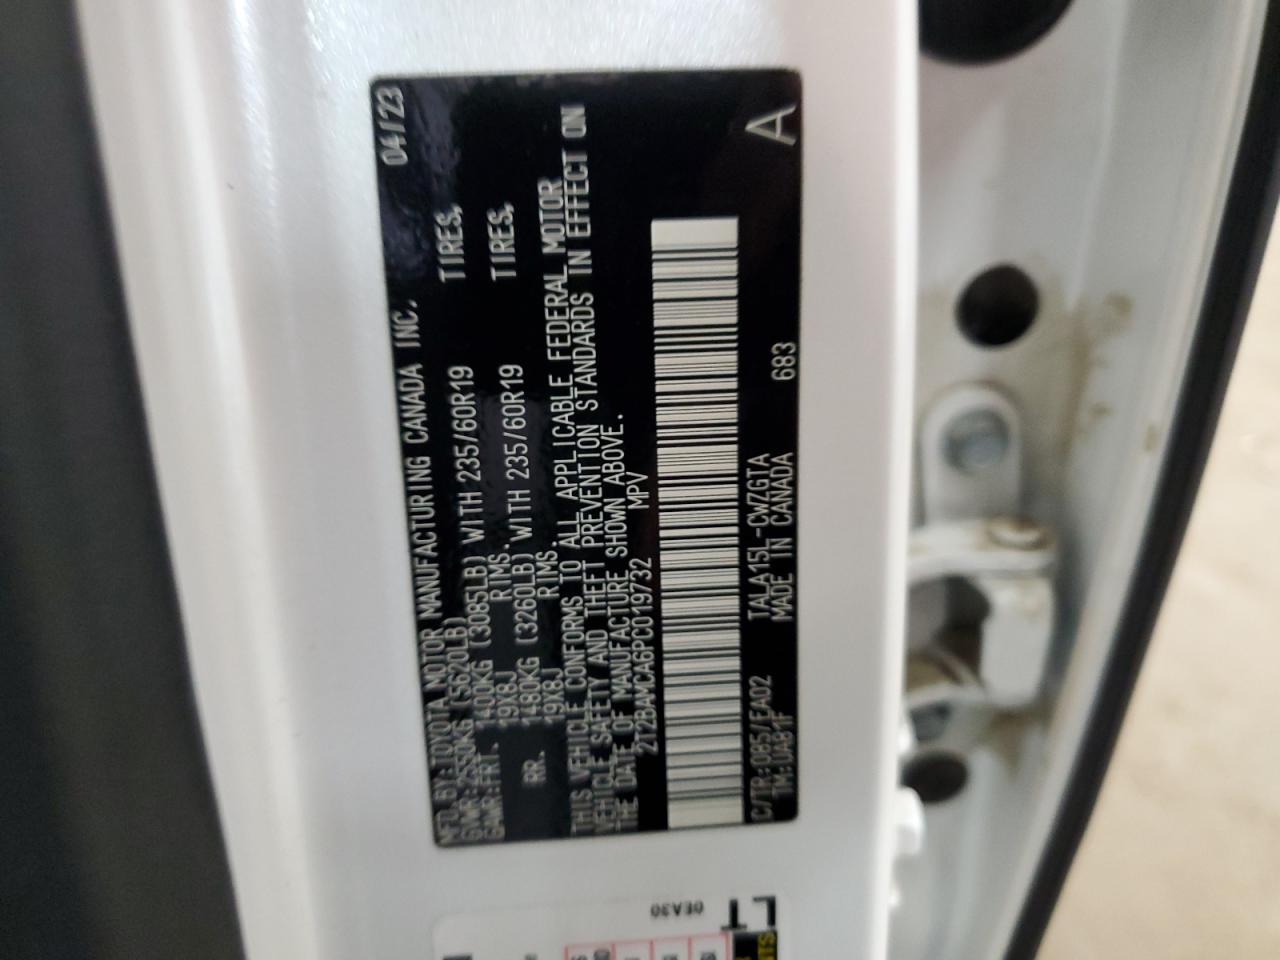 MFD. BY: TOYOTA MOTOR MANUFACTURING CANADA INC. 04/23
GVWR: 2550KG (5620LB)
GAWR: FRT. 1400KG (3085LB) WITH 235/60R19 TIRES,
19X8J RIMS.
RR. 1480KG (3260LB) WITH 235/60R19 TIRES,
19X8J RIMS.
THIS VEHICLE CONFORMS TO ALL APPLICABLE FEDERAL MOTOR
VEHICLE SAFETY AND THEFT PREVENTION STANDARDS IN EFFECT ON
THE DATE OF MANUFACTURE SHOWN ABOVE.
2T2BAMCA6PC019732 MPV
C/TR: 085/EA02 TALA15L-CWZGTA 683 A
TM: UA81F MADE IN CANADA
0EA30
LT